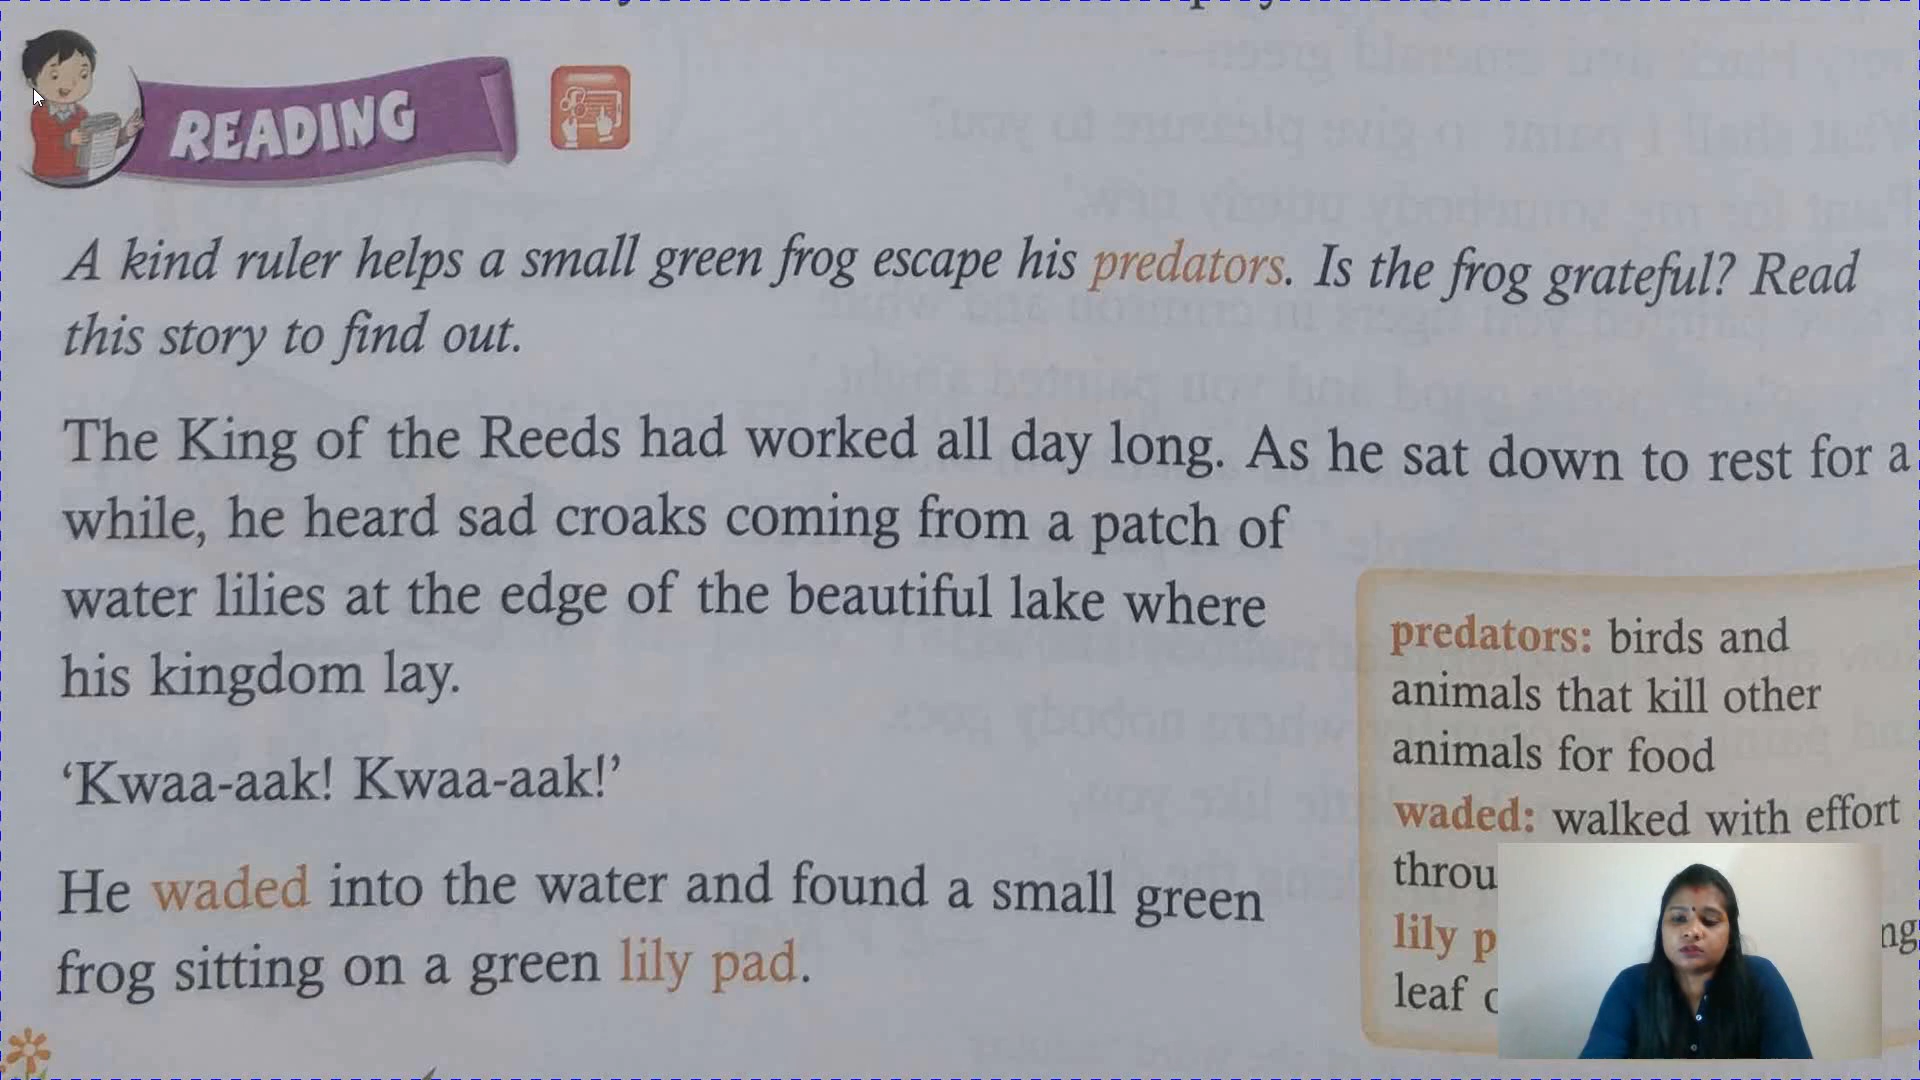 READING
A kind ruler helps a small green frog escape his predators. Is the frog grateful? Read
this story to find out.
The King of the Reeds had worked all day long. As he sat down to rest for a
while, he heard sad croaks coming from a patch of
water lilies at the edge of the beautiful lake where
his kingdom lay.
‘Kwaa-aak! Kwaa-aak!’
He waded into the water and found a small green
frog sitting on a green lily pad.
predators: birds and
animals that kill other
animals for food
waded: walked with effort
lily
leaf